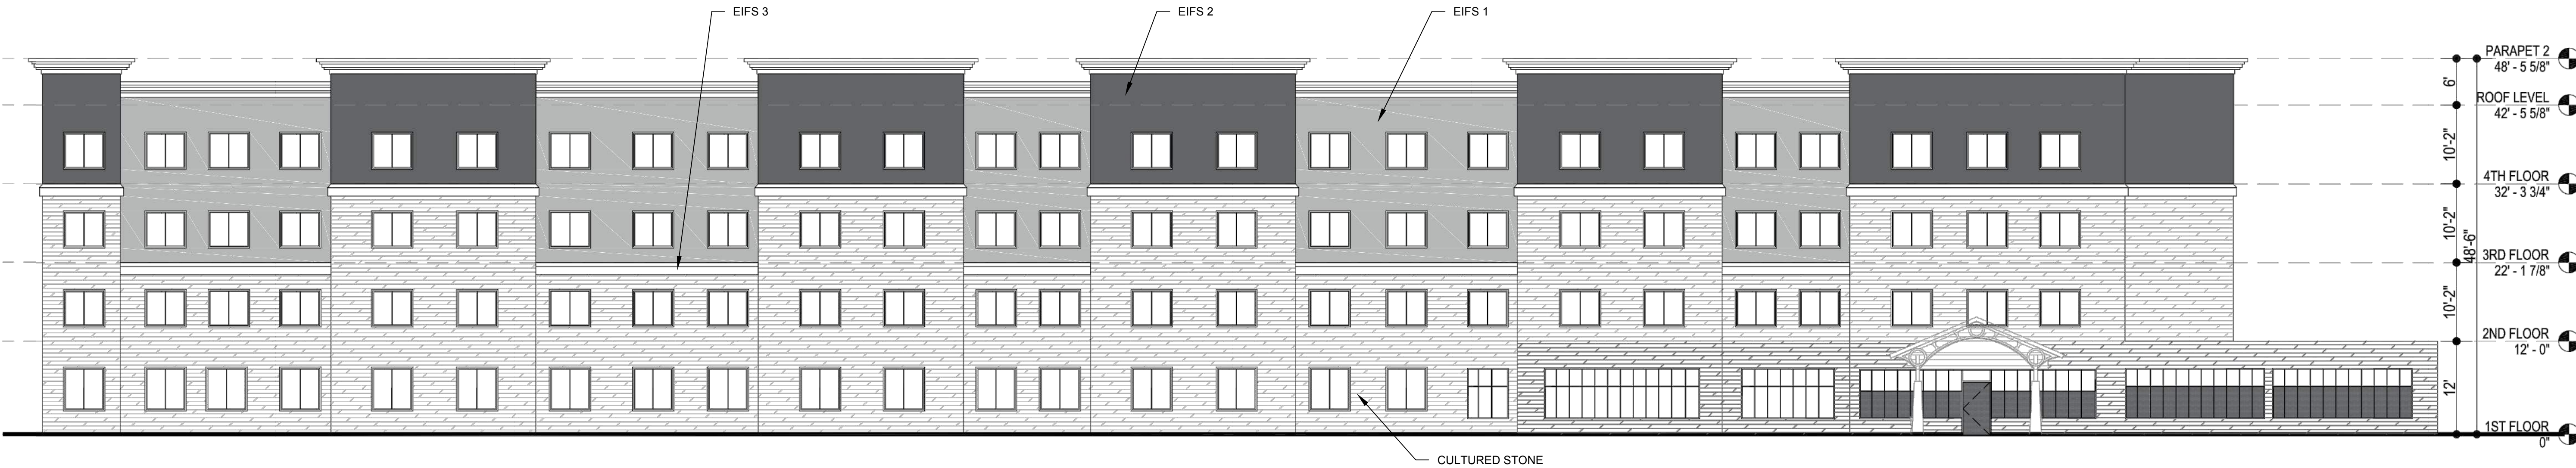 EIFS 3
EIFS 2
EIFS 1
PARAPET 2
48' - 5 5/8"
6'
ROOF LEVEL
42' - 5 5/8"
10'-2"
4TH FLOOR
32' - 3 3/4"
10'-2"
48'-6"
3RD FLOOR
22' - 1 7/8"
10'-2"
2ND FLOOR
12' - 0"
12'
1ST FLOOR
0"
CULTURED STONE